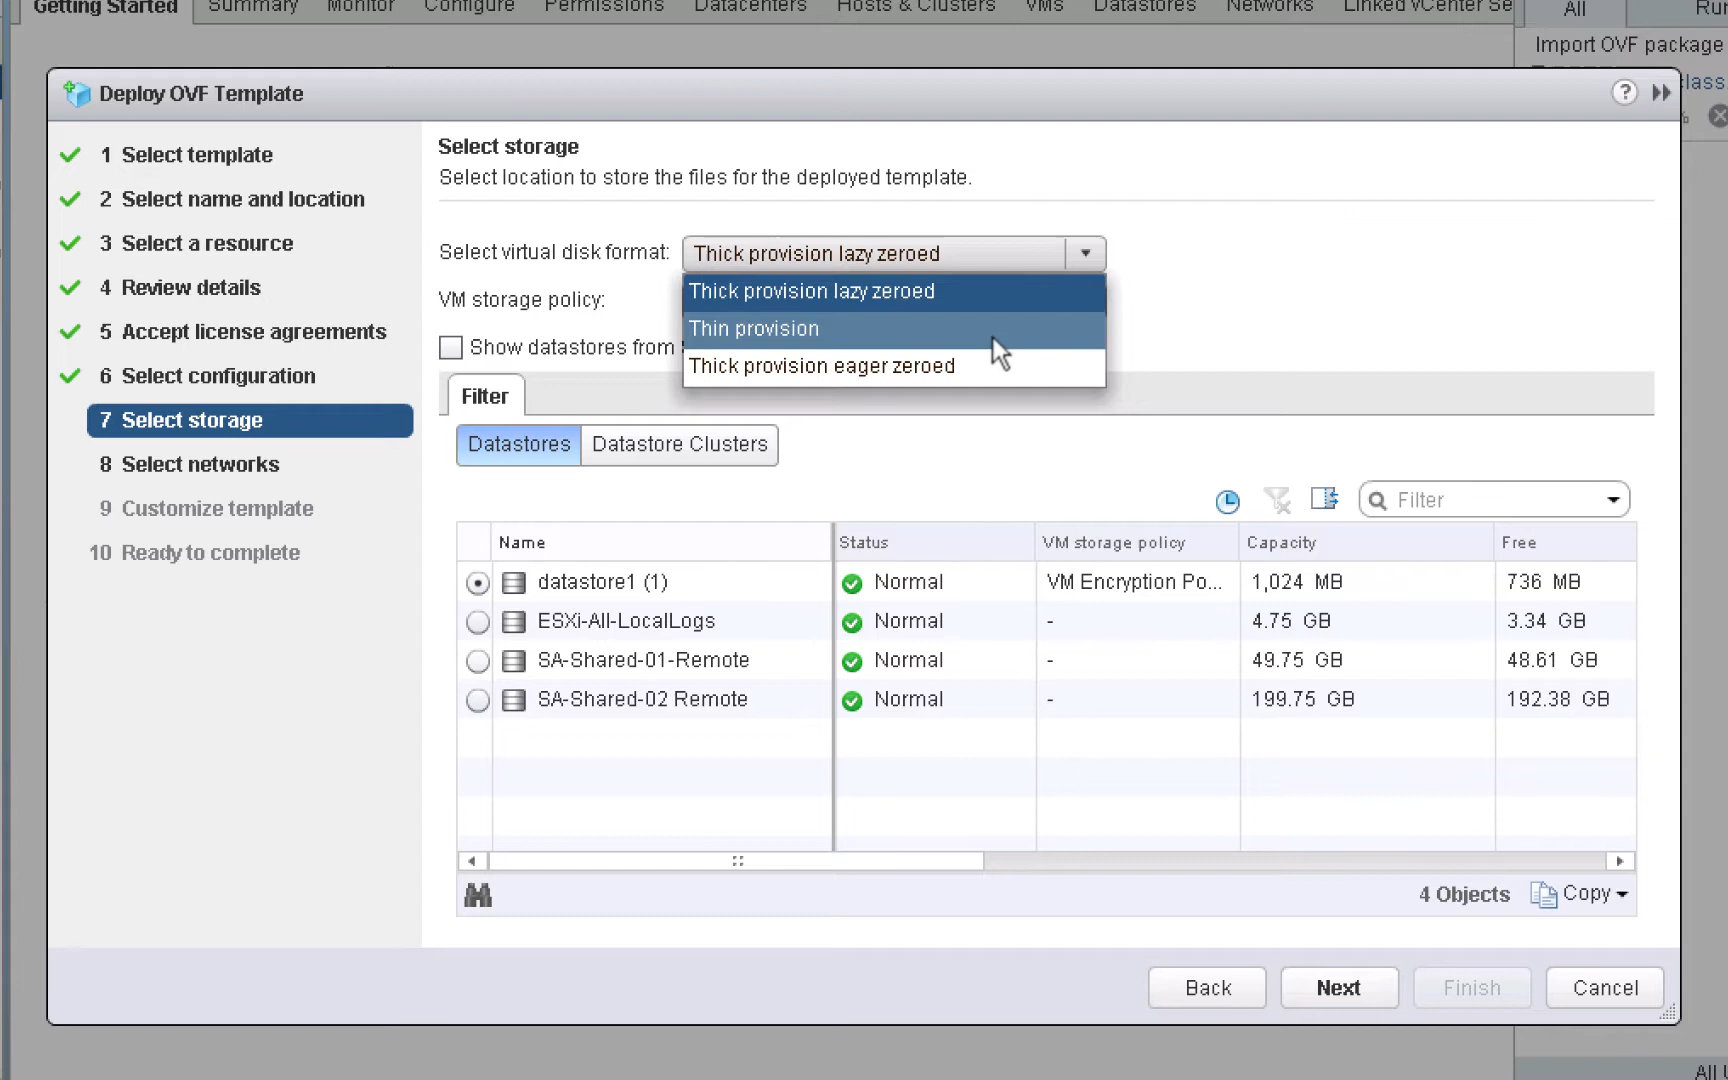 Getting Started Summary Monitor Configure Permissions Datacenters Hosts & Clusters VMs Datastores Networks Linked vCenter Se
All Ru
Import OVF package
class.
Deploy OVF Template
?
1 Select template
2 Select name and location
3 Select a resource
4 Review details
5 Accept license agreements
6 Select configuration
7 Select storage
8 Select networks
9 Customize template
10 Ready to complete
Select storage
Select location to store the files for the deployed template.
Select virtual disk format: Thick provision lazy zeroed
Thick provision lazy zeroed
Thin provision
Thick provision eager zeroed
VM storage policy:
Show datastores from
Filter
Datastores Datastore Clusters
Filter
Name Status VM storage policy Capacity Free
datastore1 (1) Normal VM Encryption Po... 1,024 MB 736 MB
ESXi-All-LocalLogs Normal - 4.75 GB 3.34 GB
SA-Shared-01-Remote Normal - 49.75 GB 48.61 GB
SA-Shared-02 Remote Normal - 199.75 GB 192.38 GB
4 Objects Copy
Back Next Finish Cancel
All